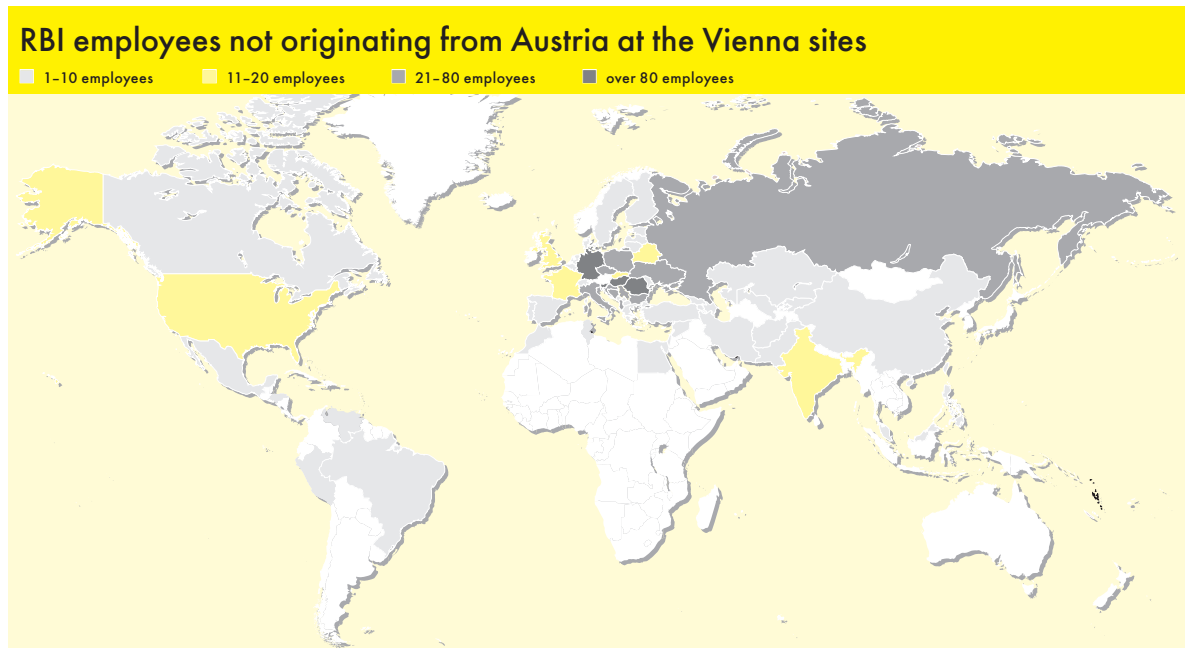 RBI employees not originating from Austria at the Vienna sites
1–10 employees 11–20 employees 21–80 employees over 80 employees